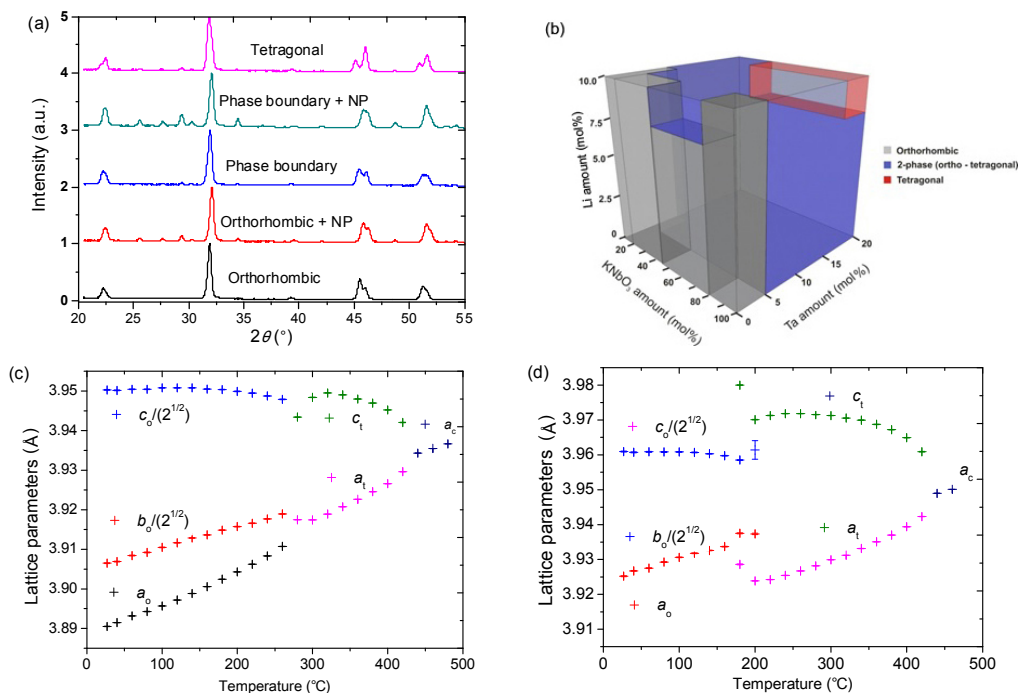 (a)
5
4
3
2
1
0
Intensity (a.u.)
Tetragonal
Phase boundary + NP
Phase boundary
Orthorhombic + NP
Orthorhombic
20 25 30 35 40 45 50 55
2θ (°)
(b)
10.0
7.5
5.0
2.5
0
Li amount (mol%)
20 40 60 80 100
KNbO3 amount (mol%)
0 5 10 15 20
Ta amount (mol%)
Orthorhombic
2-phase (ortho - tetragonal)
Tetragonal
(c)
3.95
3.94
3.93
3.92
3.91
3.90
3.89
Lattice parameters (Å)
co/(2^1/2)
ct
ac
at
bo/(2^1/2)
ao
0 100 200 300 400 500
Temperature (°C)
(d)
3.98
3.97
3.96
3.95
3.94
3.93
3.92
3.91
Lattice parameters (Å)
ct
co/(2^1/2)
ac
bo/(2^1/2)
at
ao
0 100 200 300 400 500
Temperature (°C)